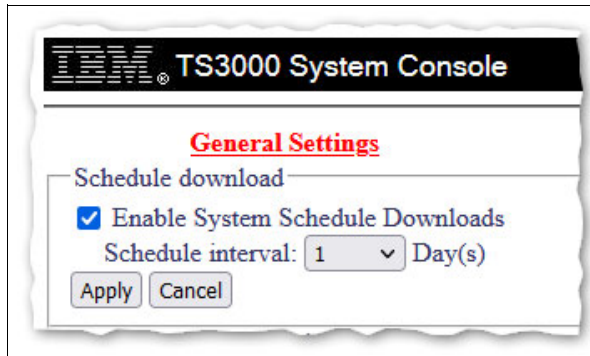 IBM® TS3000 System Console
General Settings
Schedule download
Enable System Schedule Downloads
Schedule interval: 1 Day(s)
Apply Cancel